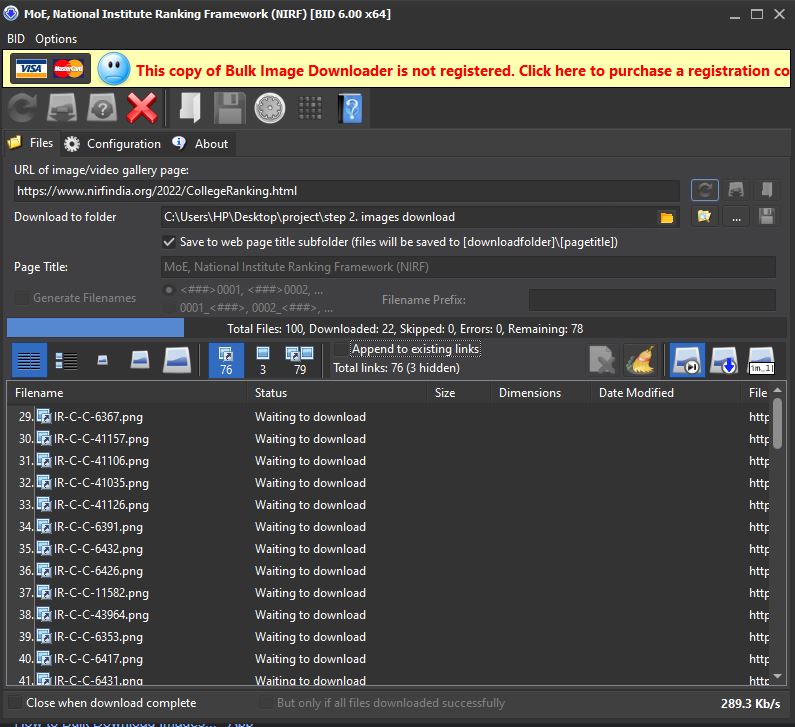 MoE, National Institute Ranking Framework (NIRF) [BID 6.00 x64]
BID Options
VISA MasterCard This copy of Bulk Image Downloader is not registered. Click here to purchase a registration co
Files Configuration About
URL of image/video gallery page:
https://www.nirfindia.org/2022/CollegeRanking.html
Download to folder C:\Users\HP\Desktop\project\step 2. images download ...
Save to web page title subfolder (files will be saved to [downloadfolder]\[pagetitle])
Page Title: MoE, National Institute Ranking Framework (NIRF)
Generate Filenames <###>0001, <###>0002, ...
0001_<###>, 0002_<###>, ... Filename Prefix:
Total Files: 100, Downloaded: 22, Skipped: 0, Errors: 0, Remaining: 78
Append to existing links
76 3 79 Total links: 76 (3 hidden) im_1
Filename Status Size Dimensions Date Modified File
29. IR-C-C-6367.png Waiting to download http
30. IR-C-C-41157.png Waiting to download http
31. IR-C-C-41106.png Waiting to download http
32. IR-C-C-41035.png Waiting to download http
33. IR-C-C-41126.png Waiting to download http
34. IR-C-C-6391.png Waiting to download http
35. IR-C-C-6432.png Waiting to download http
36. IR-C-C-6426.png Waiting to download http
37. IR-C-C-11582.png Waiting to download http
38. IR-C-C-43964.png Waiting to download http
39. IR-C-C-6353.png Waiting to download http
40. IR-C-C-6417.png Waiting to download http
41. IR-C-C-6431.png Waiting to download http
Close when download complete But only if all files downloaded successfully 289.3 Kb/s
How to Bulk Download Images... - App